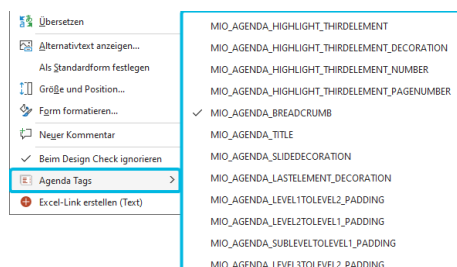 Übersetzen
Alternativtext anzeigen...
Als Standardform festlegen
Größe und Position...
Form formatieren...
Neuer Kommentar
Beim Design Check ignorieren
Agenda Tags
Excel-Link erstellen (Text)
MIO_AGENDA_HIGHLIGHT_THIRDELEMENT
MIO_AGENDA_HIGHLIGHT_THIRDELEMENT_DECORATION
MIO_AGENDA_HIGHLIGHT_THIRDELEMENT_NUMBER
MIO_AGENDA_HIGHLIGHT_THIRDELEMENT_PAGENUMBER
MIO_AGENDA_BREADCRUMB
MIO_AGENDA_TITLE
MIO_AGENDA_SLIDEDECORATION
MIO_AGENDA_LASTELEMENT_DECORATION
MIO_AGENDA_LEVEL1TOLEVEL2_PADDING
MIO_AGENDA_LEVEL2TOLEVEL1_PADDING
MIO_AGENDA_SUBLEVELTOLEVEL1_PADDING
MIO_AGENDA_LEVEL3TOLEVEL2_PADDING